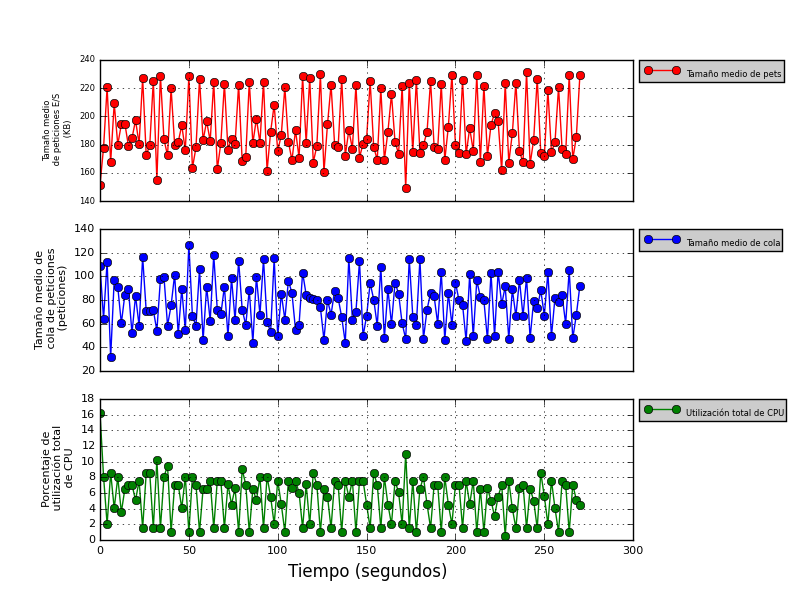 240
220
200
180
160
140
Tamaño medio
de peticiones E/S
(KB)
Tamaño medio de pets
140
120
100
80
60
40
20
Tamaño medio de
cola de peticiones
(peticiones)
Tamaño medio de cola
18
16
14
12
10
8
6
4
2
0
Porcentaje de
utilización total
de CPU
Utilización total de CPU
0 50 100 150 200 250 300
Tiempo (segundos)